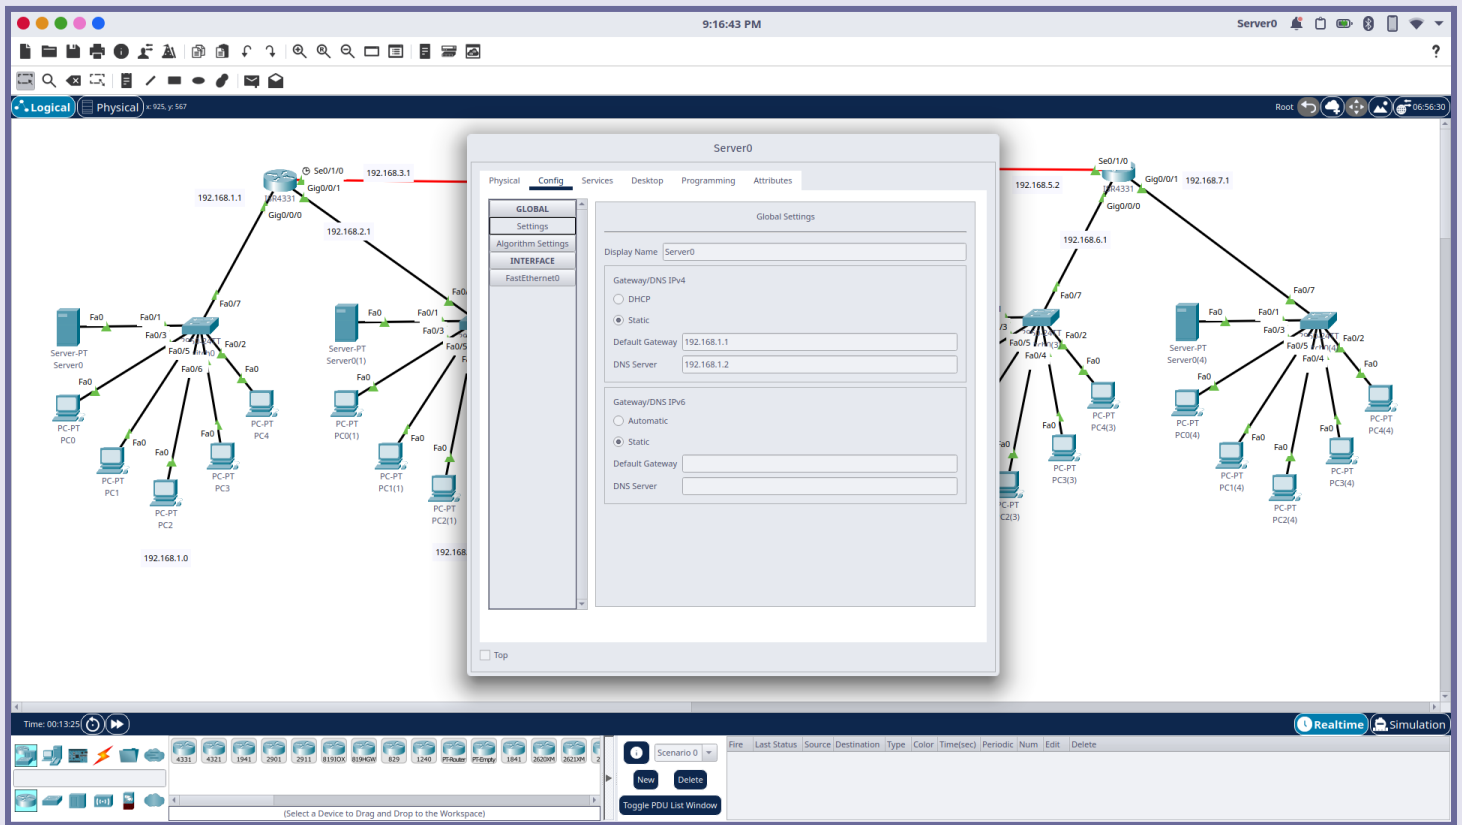 9:16:43 PM
Server0
?
Logical
Physical
x: 925, y: 567
Root
06:56:30
Server0
Physical Config Services Desktop Programming Attributes
GLOBAL
Settings
Algorithm Settings
INTERFACE
FastEthernet0
Global Settings
Display Name Server0
Gateway/DNS IPv4
DHCP
Static
Default Gateway 192.168.1.1
DNS Server 192.168.1.2
Gateway/DNS IPv6
Automatic
Static
Default Gateway
DNS Server
Top
Se0/1/0
192.168.3.1
Gig0/0/1
192.168.1.1
ISR4331
Gig0/0/0
192.168.2.1
Fa0/7
Fa0
Fa0/1
Fa0/3
Fa0/2
Fa0/5
Fa0/6
Server-PT
Server0
Fa0
PC-PT
PC0
Fa0
PC-PT
PC1
Fa0
PC-PT
PC2
Fa0
PC-PT
PC3
Fa0
PC-PT
PC4
192.168.1.0
Fa0
Fa0/1
Fa0/3
Fa0/5
Server-PT
Server0(1)
Fa0
PC-PT
PC0(1)
Fa0
PC-PT
PC1(1)
Fa0
PC-PT
PC2(1)
192.168.
Se0/1/0
192.168.5.2
Gig0/0/1
192.168.7.1
ISR4331
Gig0/0/0
192.168.6.1
Fa0/7
Fa0/2
Fa0/5
Fa0/4
Fa0
PC-PT
PC4(3)
Fa0
PC-PT
PC3(3)
Fa0/7
Fa0
Fa0/1
Fa0/3
Fa0/2
Fa0/5
Fa0/4
Server-PT
Server0(4)
Fa0
PC-PT
PC0(4)
Fa0
PC-PT
PC1(4)
Fa0
PC-PT
PC2(4)
Fa0
PC-PT
PC3(4)
Fa0
PC-PT
PC4(4)
Time: 00:13:25
Realtime
Simulation
4331 4321 1941 2901 2911 819IOX 819HGW 829 1240 PT-Router PT-Empty 1841 2620XM 2621XM 2
(Select a Device to Drag and Drop to the Workspace)
Scenario 0
New
Delete
Toggle PDU List Window
Fire Last Status Source Destination Type Color Time(sec) Periodic Num Edit Delete